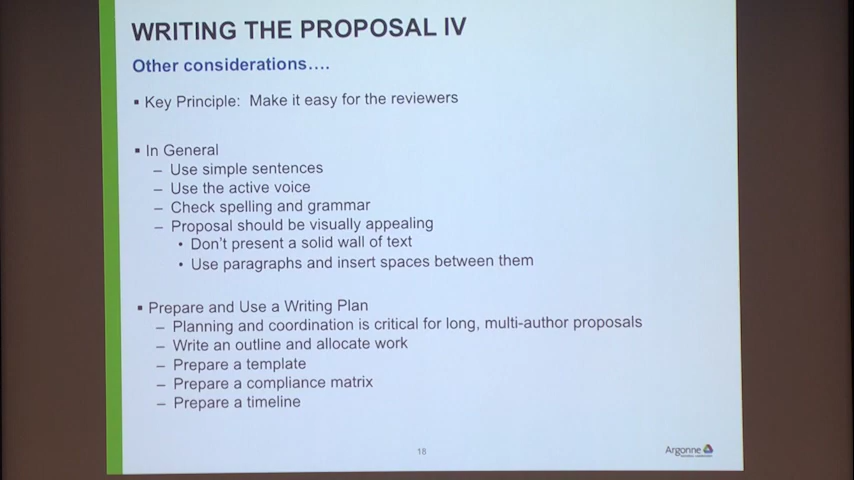 WRITING THE PROPOSAL IV
Other considerations....
▪ Key Principle: Make it easy for the reviewers
▪ In General
– Use simple sentences
– Use the active voice
– Check spelling and grammar
– Proposal should be visually appealing
• Don't present a solid wall of text
• Use paragraphs and insert spaces between them
▪ Prepare and Use a Writing Plan
– Planning and coordination is critical for long, multi-author proposals
– Write an outline and allocate work
– Prepare a template
– Prepare a compliance matrix
– Prepare a timeline
18
Argonne